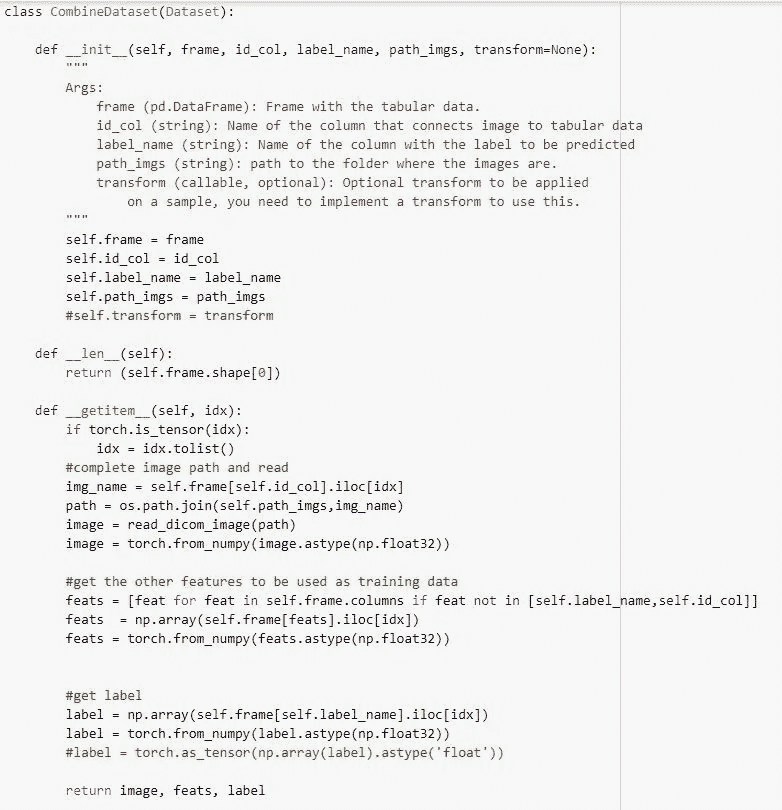 class CombineDataset(Dataset):
def __init__(self, frame, id_col, label_name, path_imgs, transform=None):
"""
Args:
frame (pd.DataFrame): Frame with the tabular data.
id_col (string): Name of the column that connects image to tabular data
label_name (string): Name of the column with the label to be predicted
path_imgs (string): path to the folder where the images are.
transform (callable, optional): Optional transform to be applied
on a sample, you need to implement a transform to use this.
"""
self.frame = frame
self.id_col = id_col
self.label_name = label_name
self.path_imgs = path_imgs
#self.transform = transform
def __len__(self):
return (self.frame.shape[0])
def __getitem__(self, idx):
if torch.is_tensor(idx):
idx = idx.tolist()
#complete image path and read
img_name = self.frame[self.id_col].iloc[idx]
path = os.path.join(self.path_imgs,img_name)
image = read_dicom_image(path)
image = torch.from_numpy(image.astype(np.float32))
#get the other features to be used as training data
feats = [feat for feat in self.frame.columns if feat not in [self.label_name,self.id_col]]
feats  = np.array(self.frame[feats].iloc[idx])
feats = torch.from_numpy(feats.astype(np.float32))
#get label
label = np.array(self.frame[self.label_name].iloc[idx])
label = torch.from_numpy(label.astype(np.float32))
#label = torch.as_tensor(np.array(label).astype('float'))
return image, feats, label